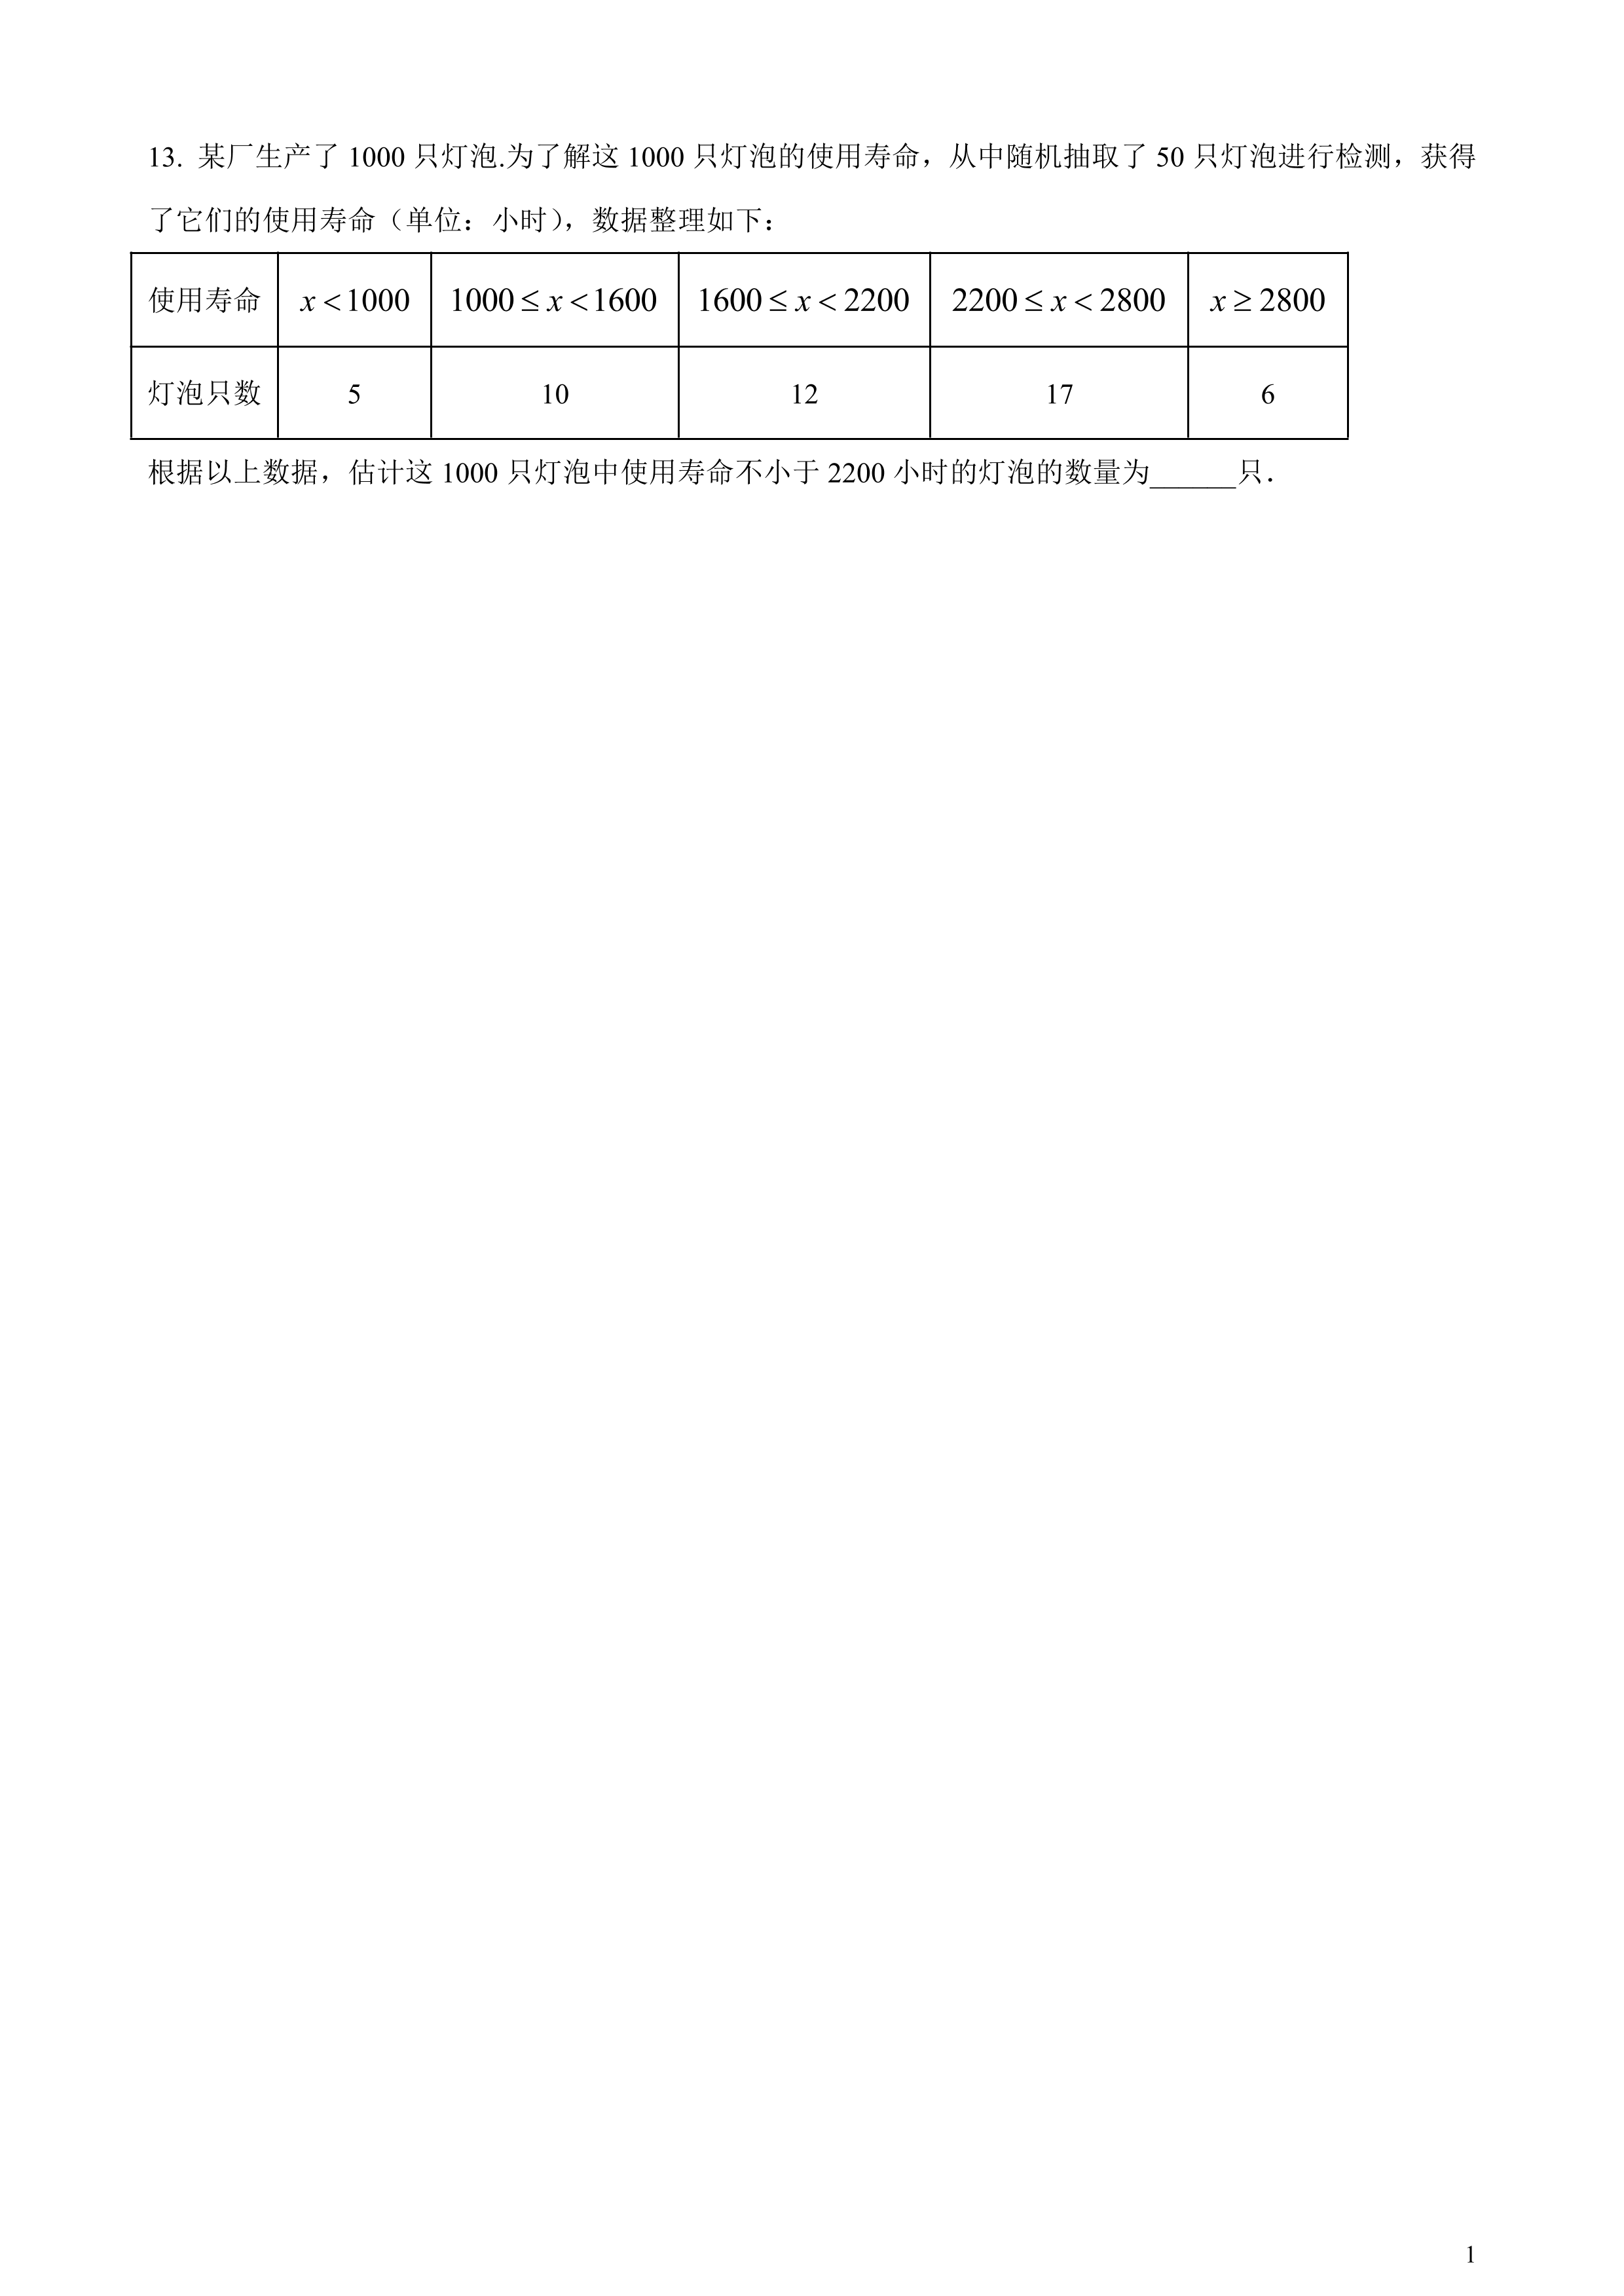 13. 某厂生产了 1000 只灯泡.为了解这 1000 只灯泡的使用寿命，从中随机抽取了 50 只灯泡进行检测，获得
了它们的使用寿命（单位：小时），数据整理如下：
使用寿命 x < 1000 1000 ≤ x < 1600 1600 ≤ x < 2200 2200 ≤ x < 2800 x ≥ 2800
灯泡只数 5 10 12 17 6
根据以上数据，估计这 1000 只灯泡中使用寿命不小于 2200 小时的灯泡的数量为______只．
1